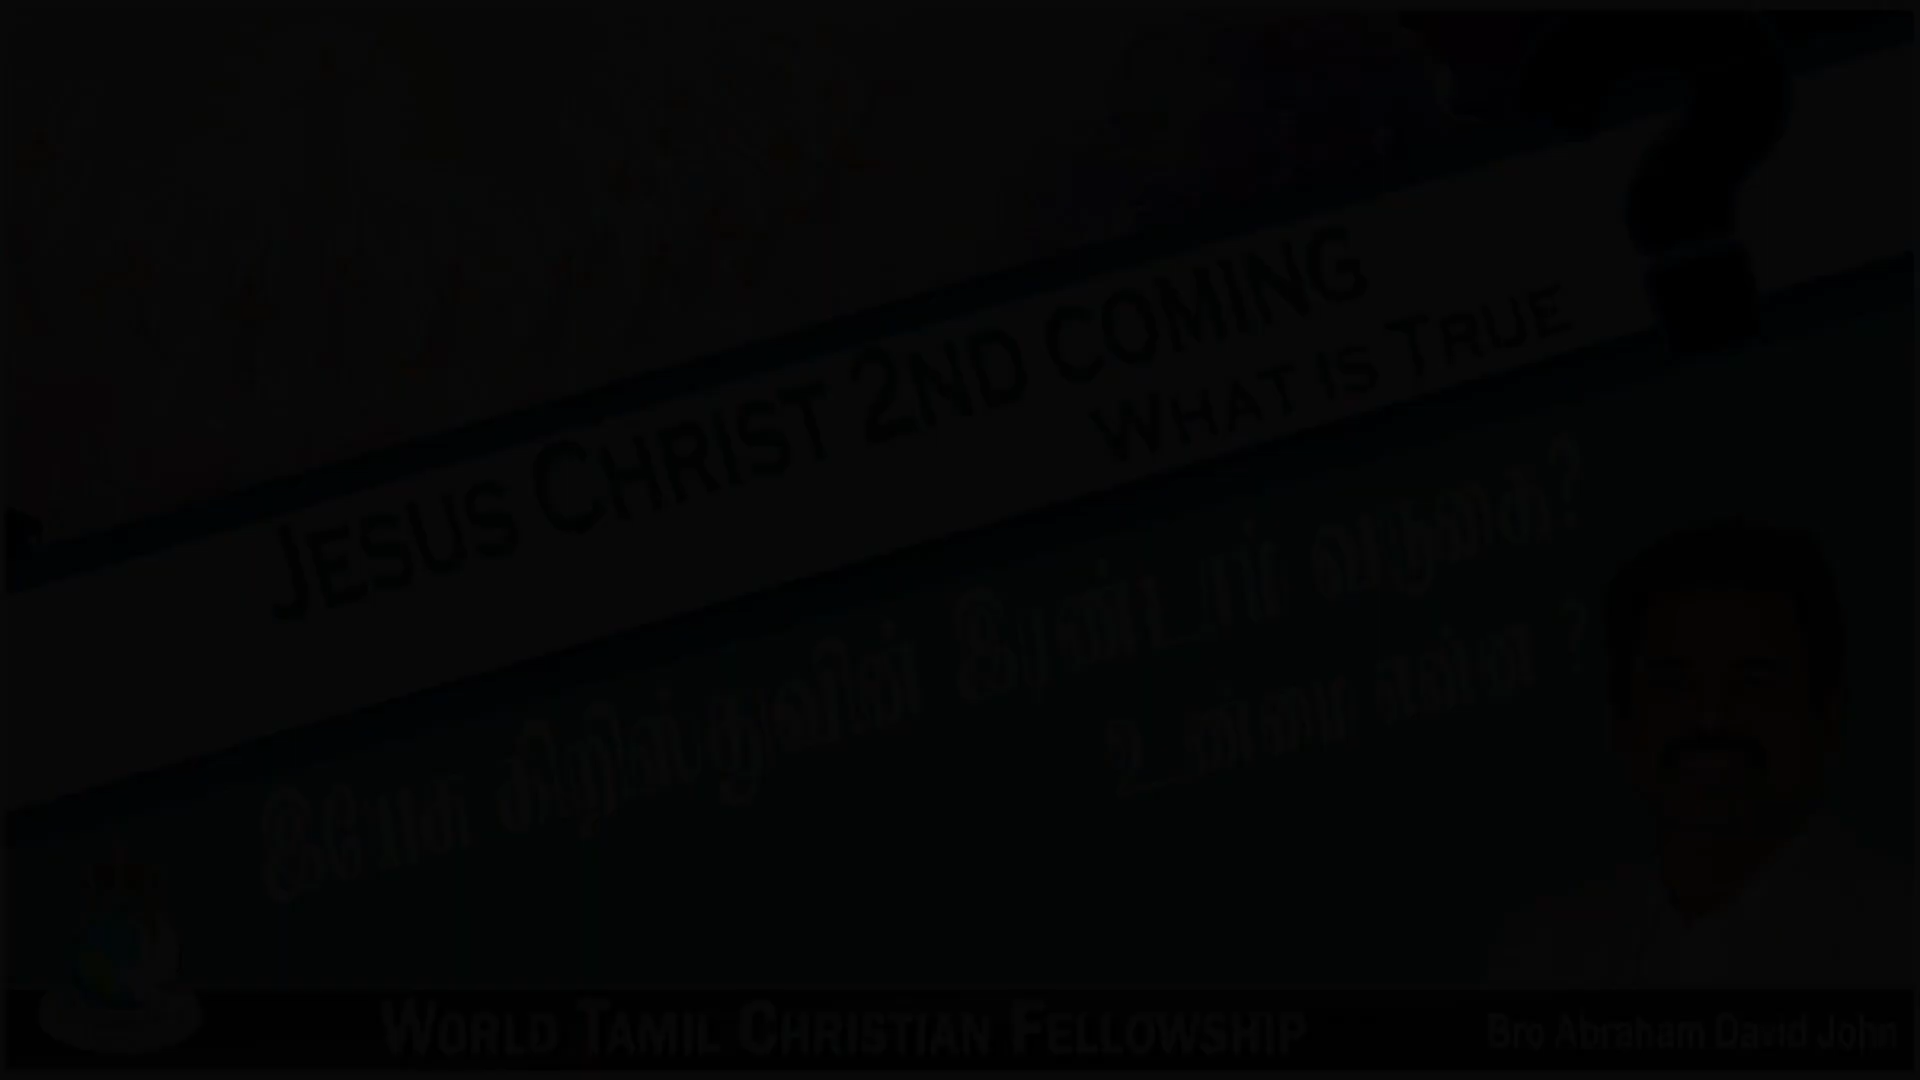 JESUS CHRIST 2ND COMING
WHAT IS TRUE
?
இயேசு கிறிஸ்துவின் இரண்டாம் வருகை?
உண்மை என்ன ?
WORLD TAMIL CHRISTIAN FELLOWSHIP
Bro Abraham David John